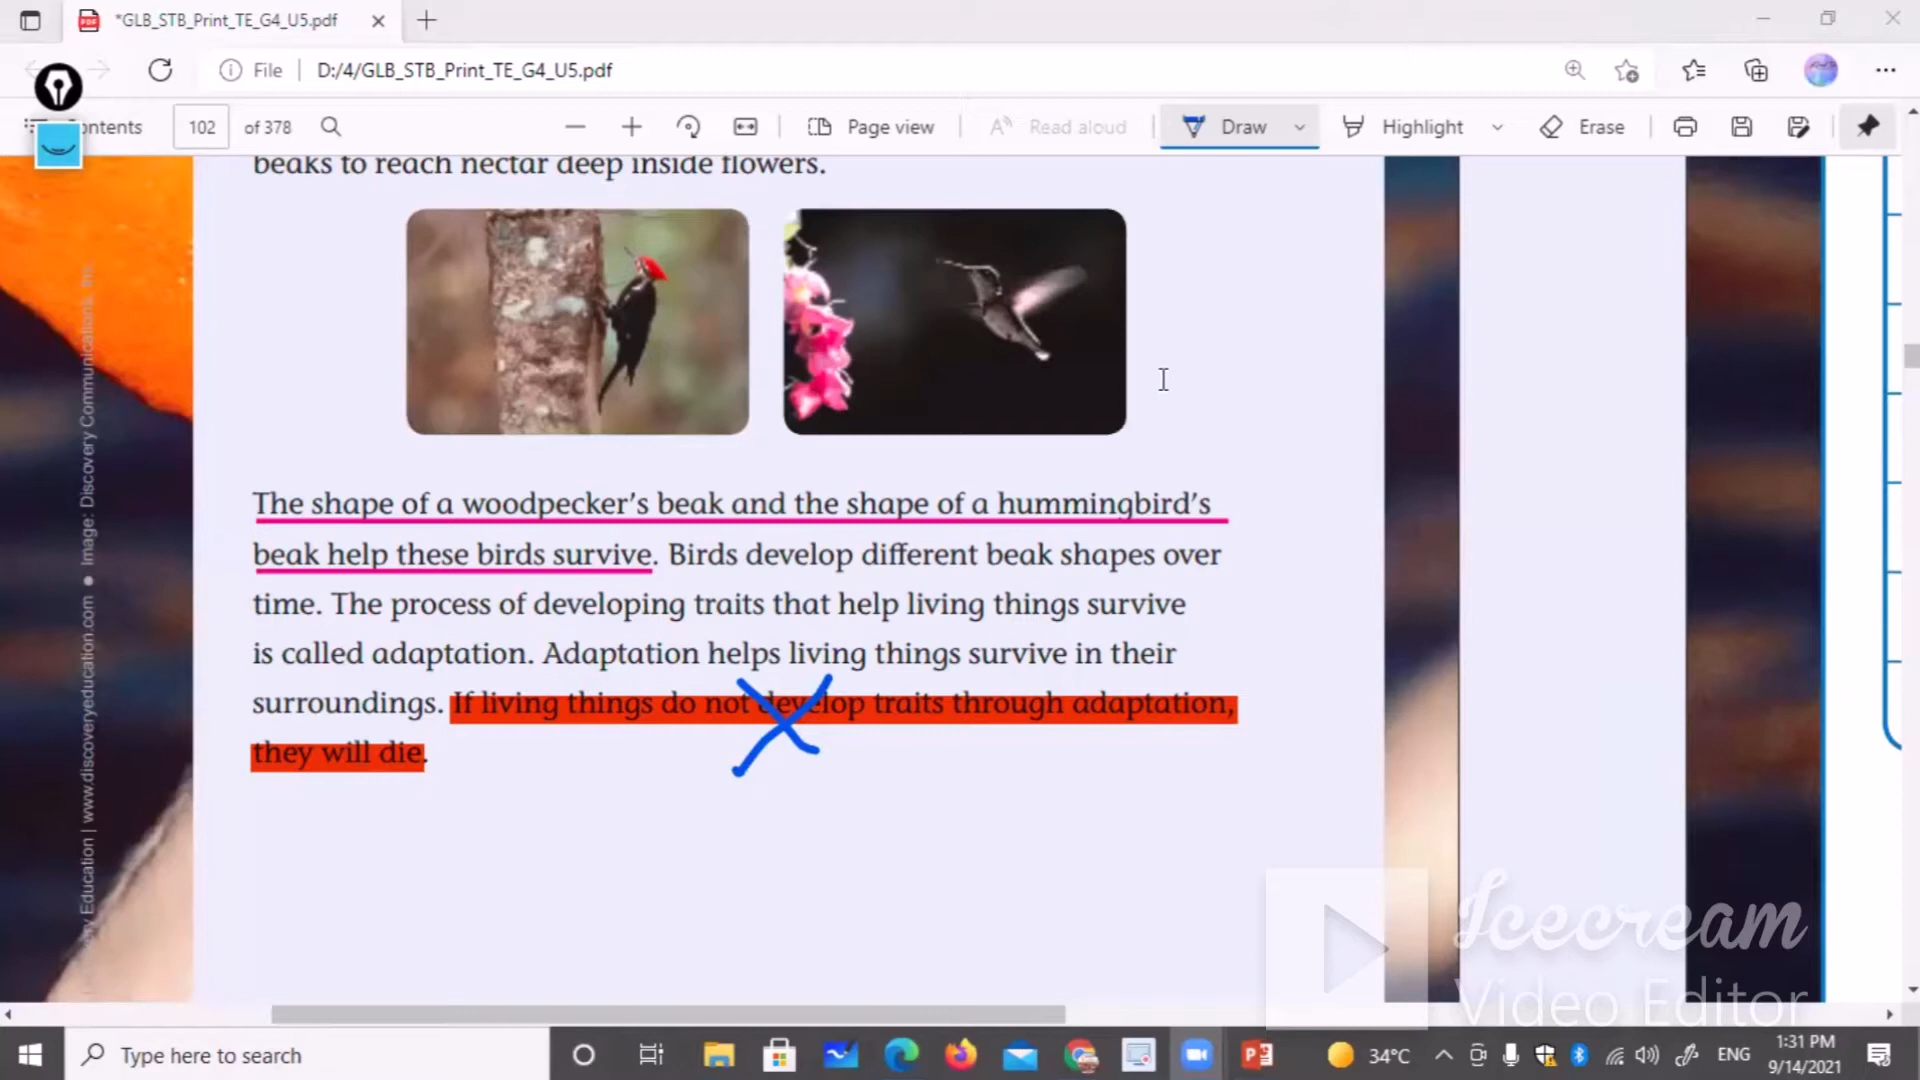 *GLB_STB_Print_TE_G4_U5.pdf
File
D:/4/GLB_STB_Print_TE_G4_U5.pdf
ontents
102 of 378
Page view
Read aloud
Draw
Highlight
Erase
beaks to reach nectar deep inside flowers.
The shape of a woodpecker's beak and the shape of a hummingbird's
beak help these birds survive. Birds develop different beak shapes over
time. The process of developing traits that help living things survive
is called adaptation. Adaptation helps living things survive in their
surroundings. If living things do not develop traits through adaptation,
they will die.
ry Education | www.discoveryeducation.com • Image: Discovery Communications, Inc.
Icecream
Video Editor
Type here to search
34°C
ENG
1:31 PM
9/14/2021